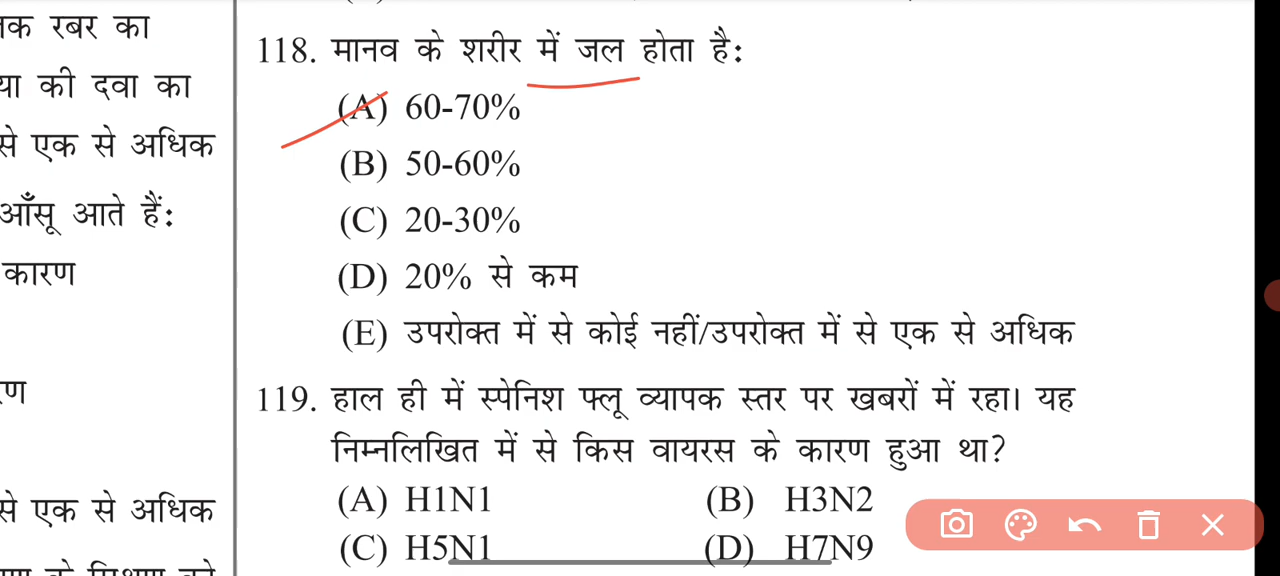 तक रबर का
या की दवा का
से एक से अधिक
आँसू आते हैं:
कारण
रण
से एक से अधिक
118. मानव के शरीर में जल होता है:
(A) 60-70%
(B) 50-60%
(C) 20-30%
(D) 20% से कम
(E) उपरोक्त में से कोई नहीं/उपरोक्त में से एक से अधिक
119. हाल ही में स्पेनिश फ्लू व्यापक स्तर पर खबरों में रहा। यह
निम्नलिखित में से किस वायरस के कारण हुआ था?
(A) H1N1 (B) H3N2
(C) H5N1 (D) H7N9